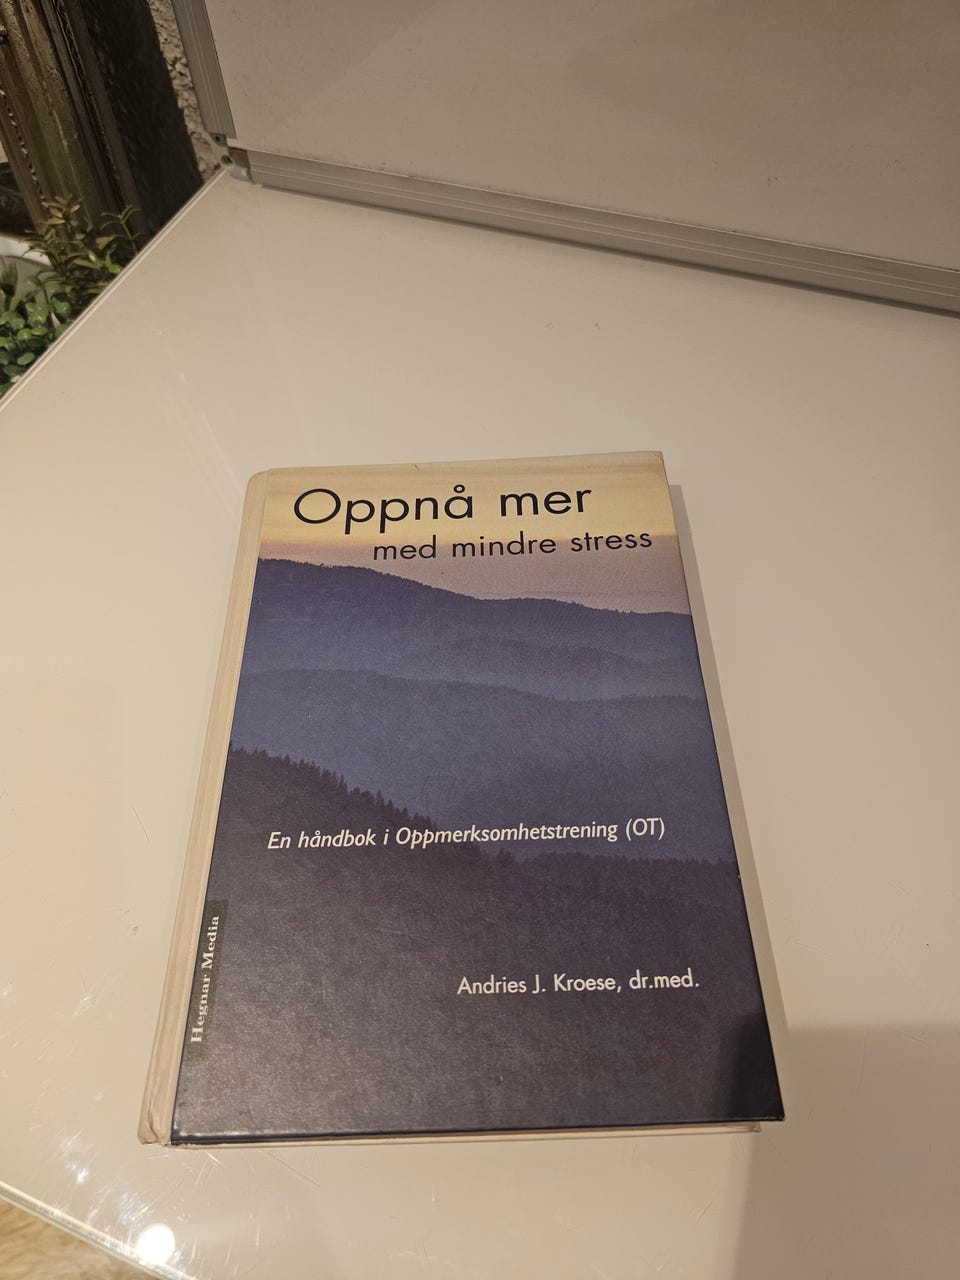 Oppnå mer
med mindre stress
En håndbok i Oppmerksomhetstrening (OT)
Andries J. Kroese, dr.med.
Hegnar Media